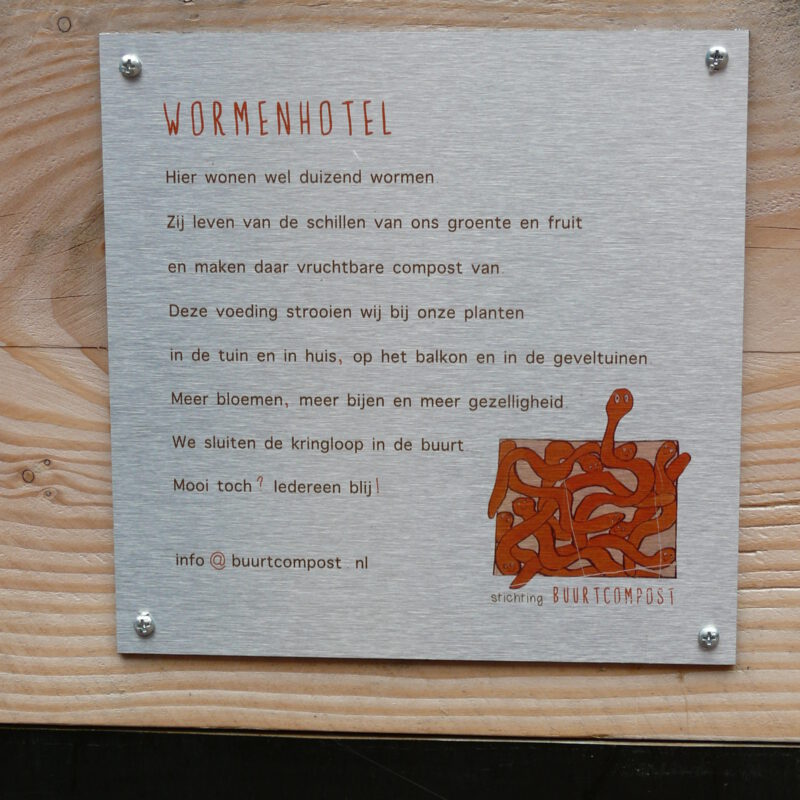 WORMENHOTEL
Hier wonen wel duizend wormen.
Zij leven van de schillen van ons groente en fruit
en maken daar vruchtbare compost van.
Deze voeding strooien wij bij onze planten
in de tuin en in huis, op het balkon en in de geveltuinen.
Meer bloemen, meer bijen en meer gezelligheid.
We sluiten de kringloop in de buurt.
Mooi toch? Iedereen blij!
info@buurtcompost nl
stichting BUURTCOMPOST